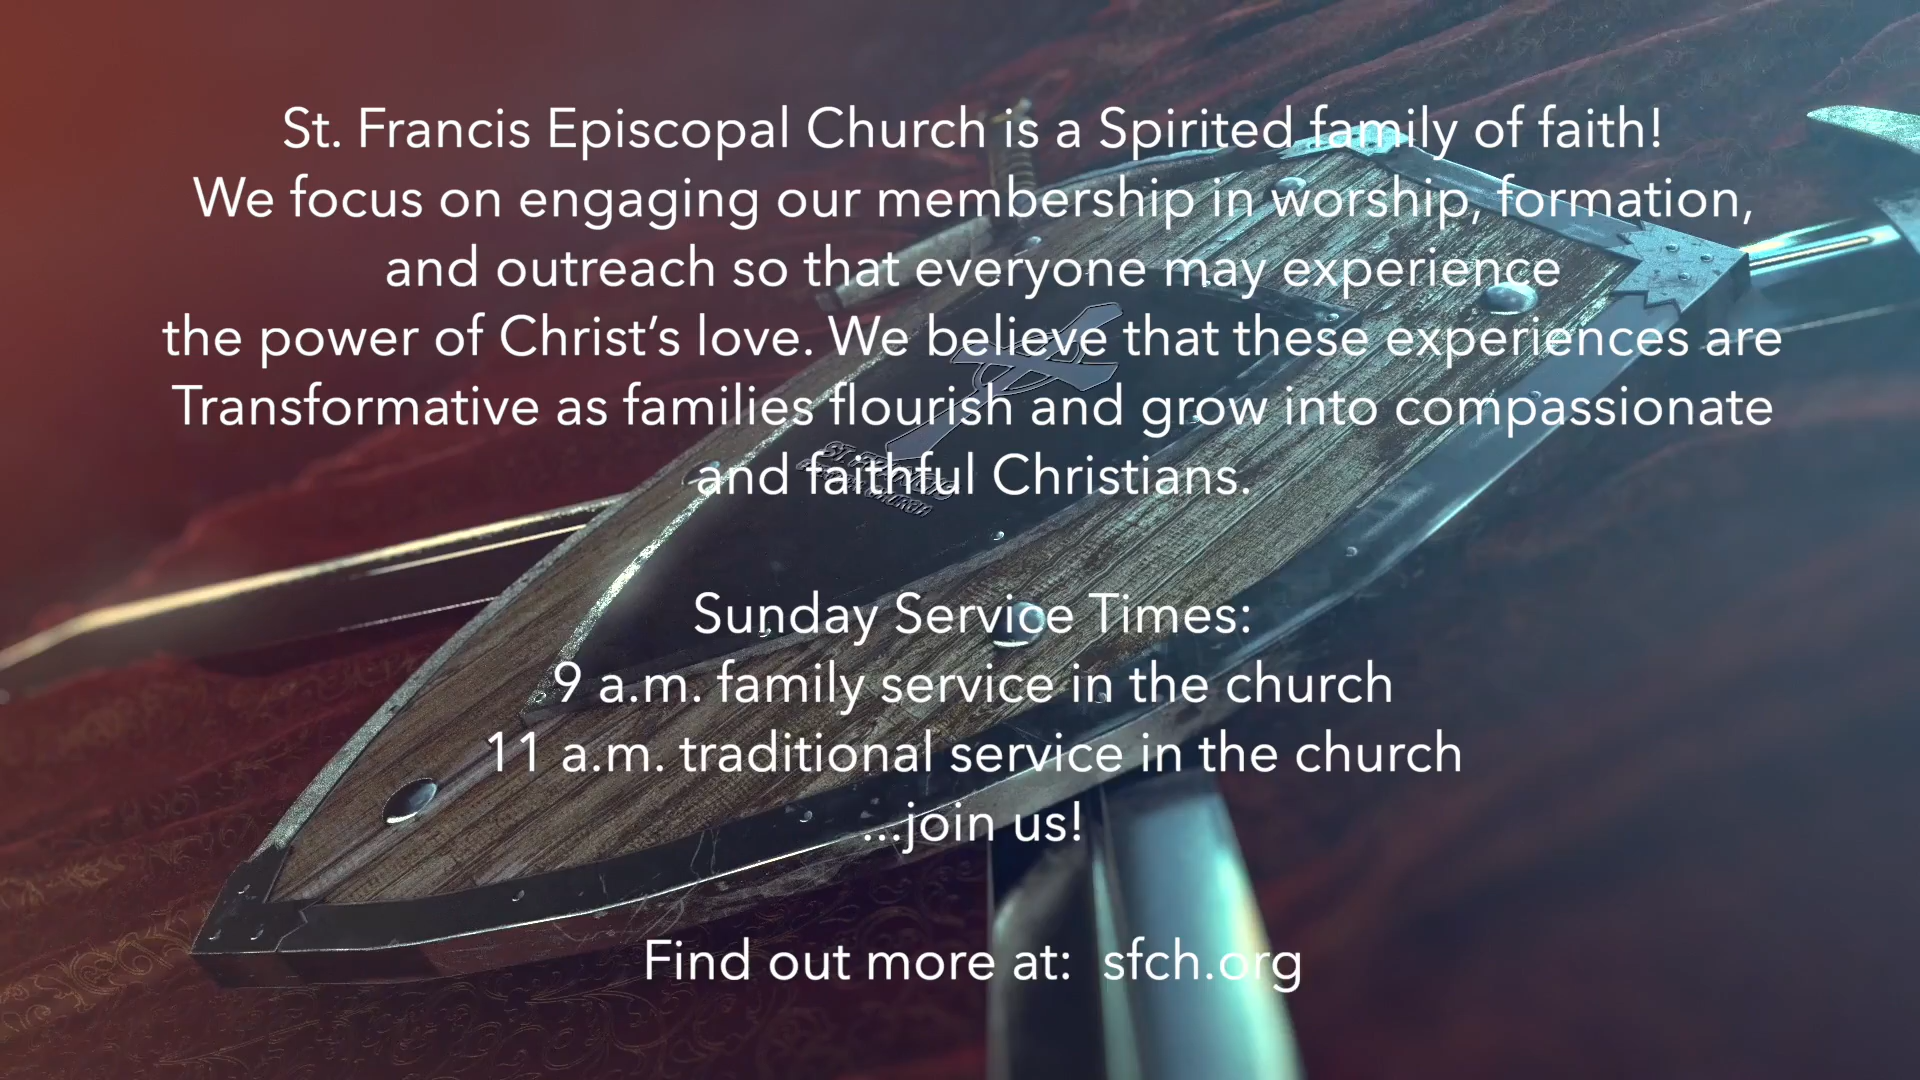 St. Francis Episcopal Church is a Spirited family of faith!
We focus on engaging our membership in worship, formation,
and outreach so that everyone may experience
the power of Christ’s love. We believe that these experiences are
Transformative as families flourish and grow into compassionate
and faithful Christians.
Sunday Service Times:
9 a.m. family service in the church
11 a.m. traditional service in the church
...join us!
Find out more at:  sfch.org